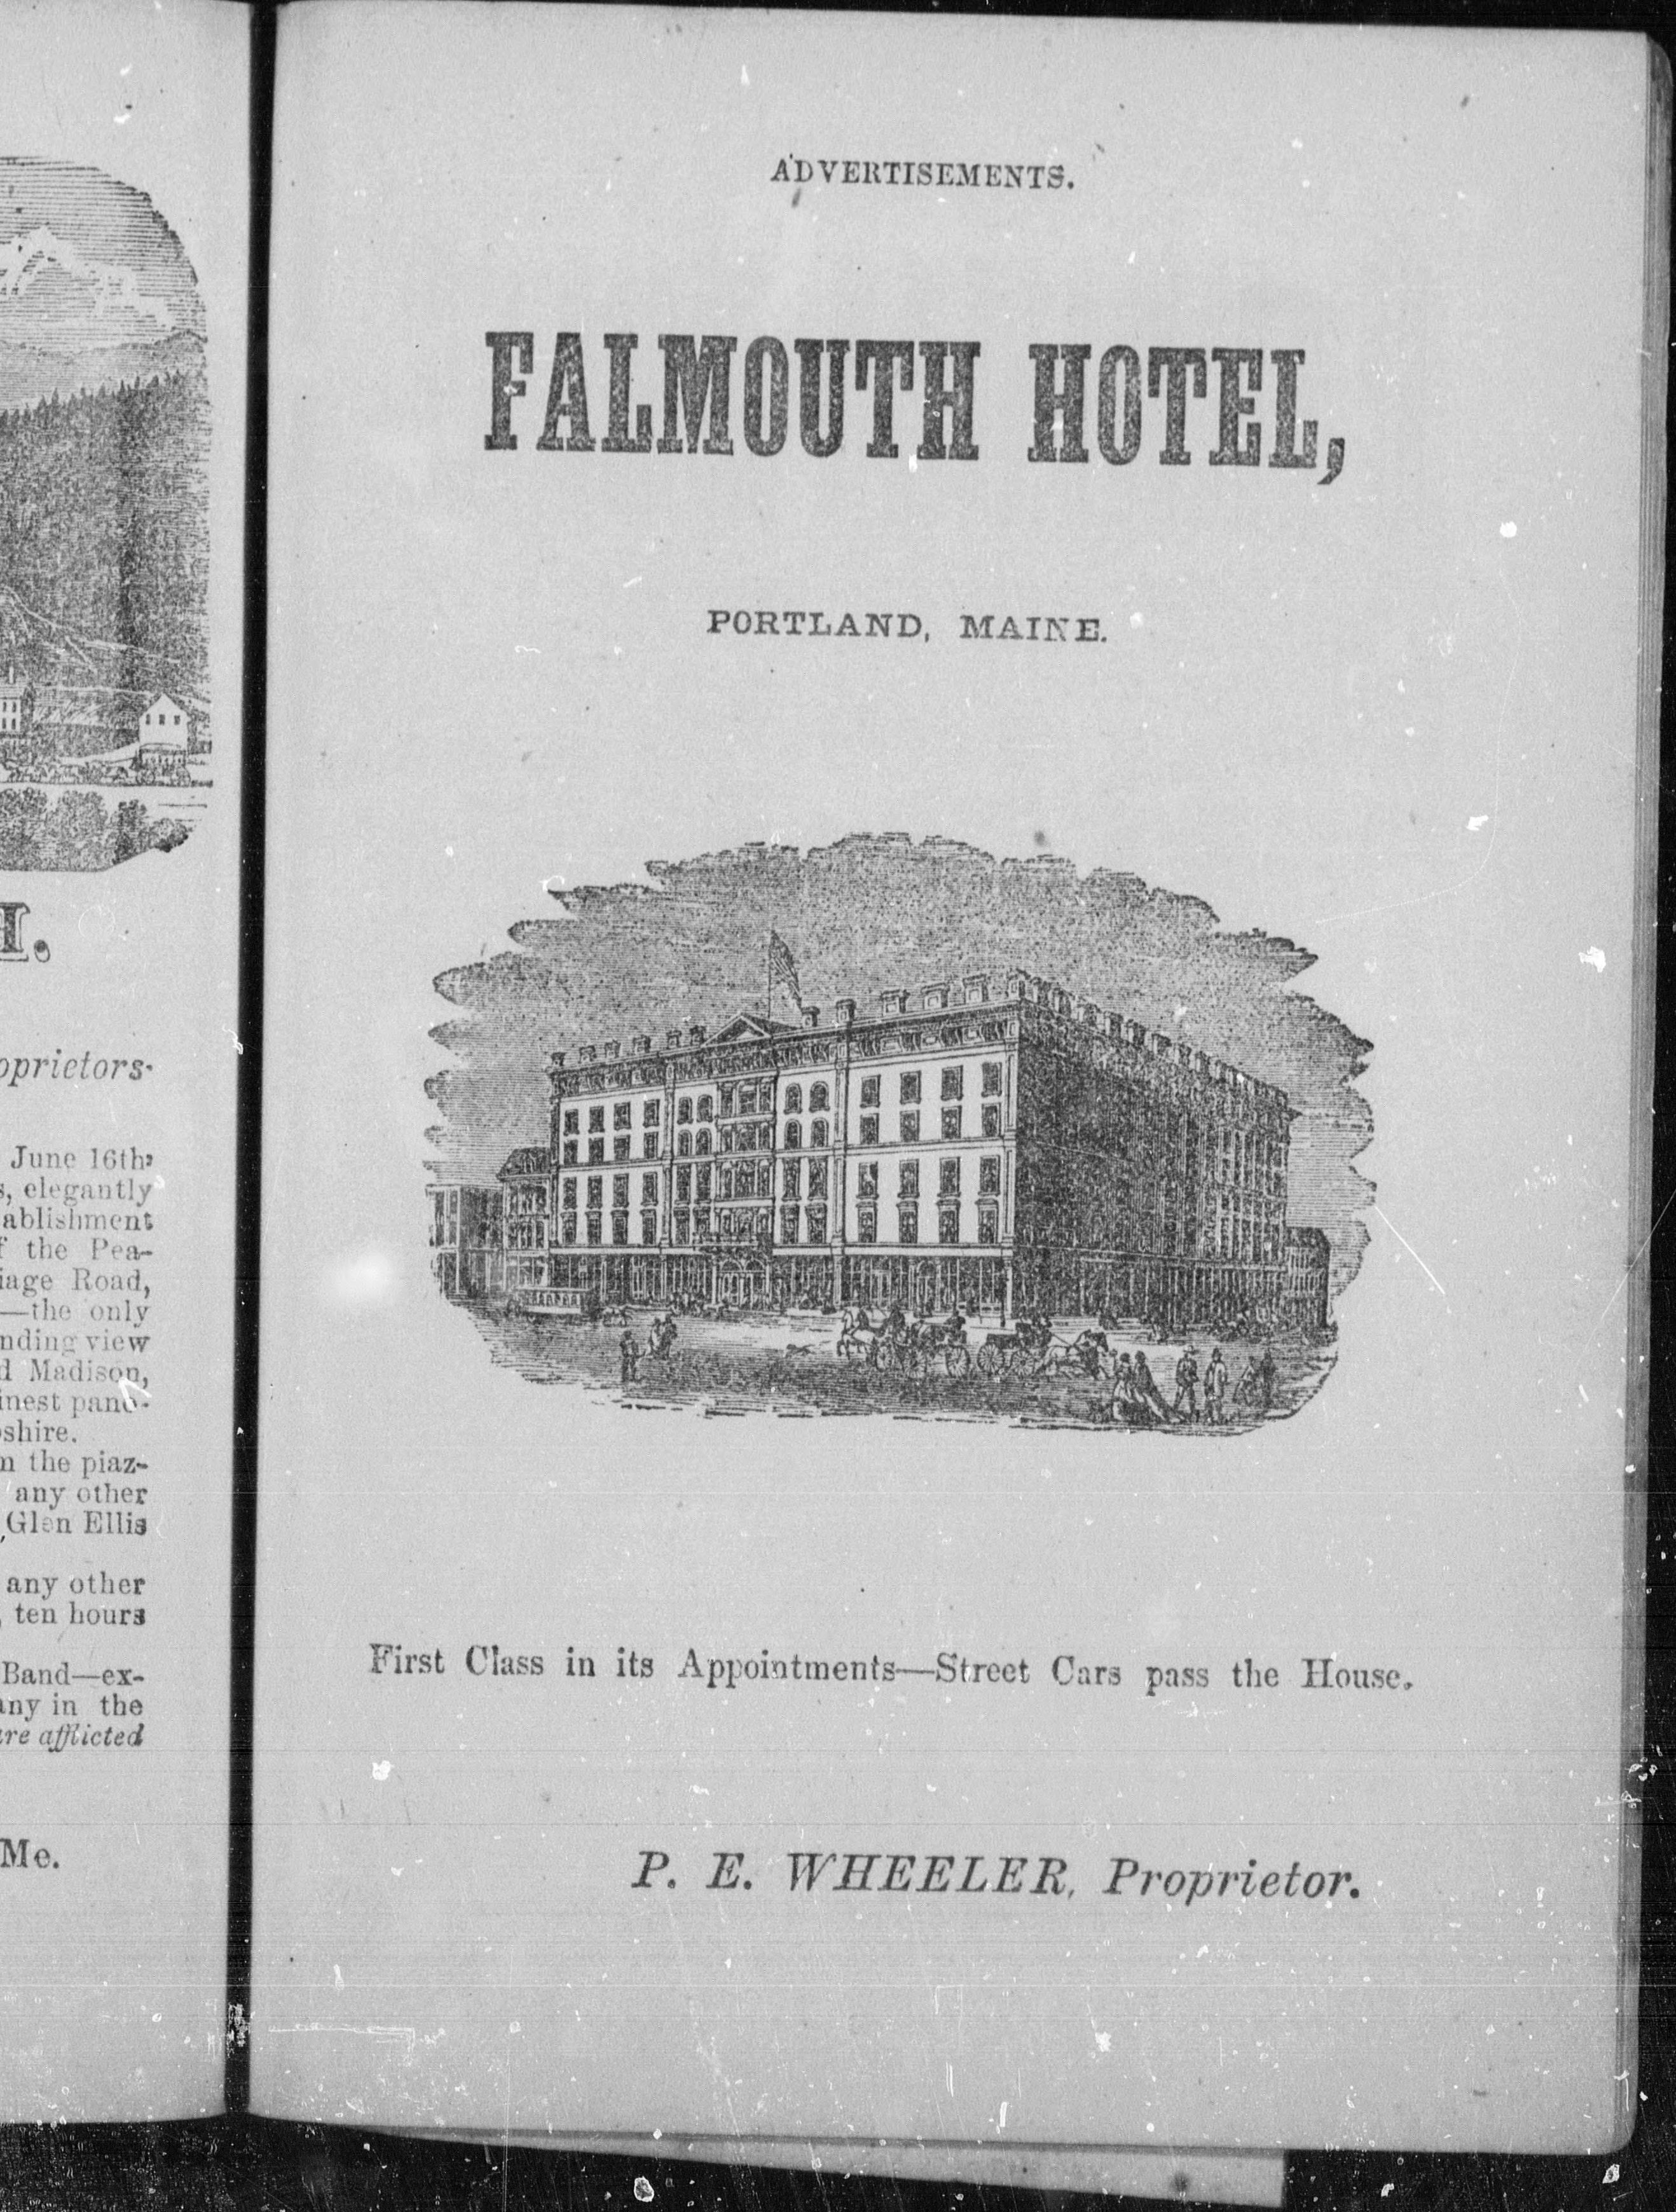 H.
oprietors.
June 16th,
s, elegantly
ablishment
f the Pea-
iage Road,
—the only
nding view
d Madison,
inest pano-
shire.
n the piaz-
any other
Glen Ellis
any other
, ten hours
Band—ex-
any in the
are afflicted
Me.
ADVERTISEMENTS.
FALMOUTH HOTEL,
PORTLAND, MAINE.
First Class in its Appointments—Street Cars pass the House.
P. E. WHEELER, Proprietor.